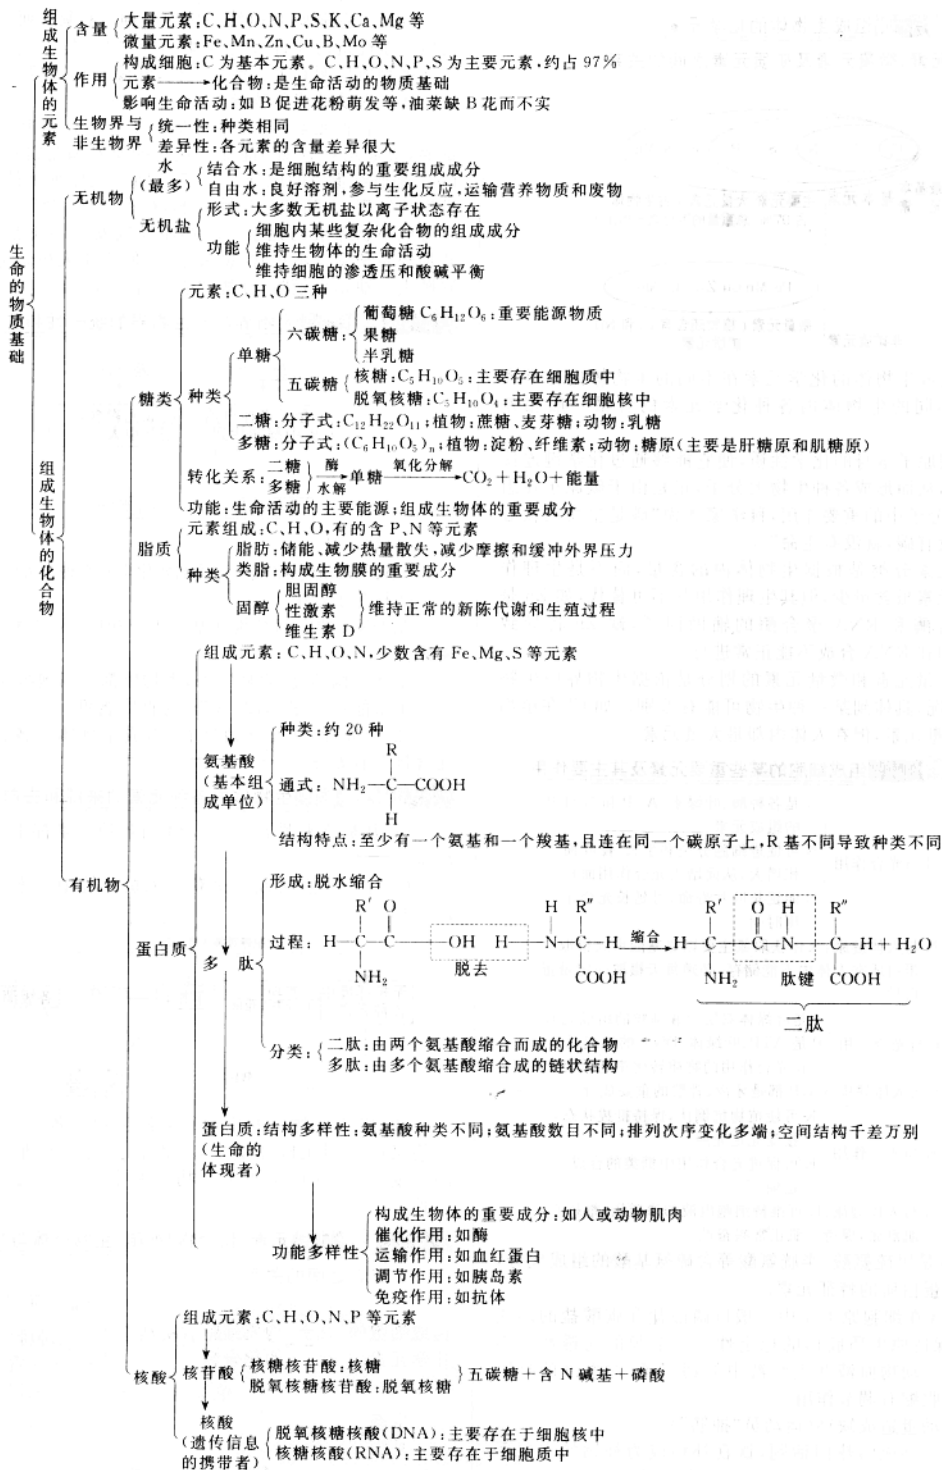 大量元素:C、H、O、N、P、S、K、Ca、Mg 等
含量
微量元素:Fe、Mn、Zn、Cu、B、Mo 等
组成生物体的元素
构成细胞:C 为基本元素。C、H、O、N、P、S 为主要元素,约占 97%
作用
元素——→化合物:是生命活动的物质基础
影响生命活动:如 B 促进花粉萌发等,油菜缺 B 花而不实
生物界与
非生物界
统一性:种类相同
差异性:各元素的含量差异很大
生命的物质基础
组成生物体的化合物
无机物
水
(最多)
结合水:是细胞结构的重要组成成分
自由水:良好溶剂,参与生化反应,运输营养物质和废物
无机盐
形式:大多数无机盐以离子状态存在
功能
细胞内某些复杂化合物的组成成分
维持生物体的生命活动
维持细胞的渗透压和酸碱平衡
有机物
糖类
元素:C、H、O 三种
种类
单糖
六碳糖:
葡萄糖 C₆H₁₂O₆:重要能源物质
果糖
半乳糖
五碳糖
核糖:C₅H₁₀O₅:主要存在细胞质中
脱氧核糖:C₅H₁₀O₄:主要存在细胞核中
二糖:分子式:C₁₂H₂₂O₁₁;植物:蔗糖、麦芽糖;动物:乳糖
多糖:分子式:(C₆H₁₀O₅)ₙ;植物:淀粉、纤维素;动物:糖原(主要是肝糖原和肌糖原)
转化关系:
二糖
多糖
酶
水解
单糖
氧化分解
CO₂+H₂O+能量
功能:生命活动的主要能源;组成生物体的重要成分
脂质
元素组成:C、H、O,有的含 P、N 等元素
种类
脂肪:储能、减少热量散失,减少摩擦和缓冲外界压力
类脂:构成生物膜的重要成分
固醇
胆固醇
性激素
维生素 D
维持正常的新陈代谢和生殖过程
蛋白质
组成元素:C、H、O、N,少数含有 Fe、Mg、S 等元素
氨基酸
(基本组
成单位)
种类:约 20 种
R
通式:NH₂—C—COOH
H
结构特点:至少有一个氨基和一个羧基,且连在同一个碳原子上,R 基不同导致种类不同
多 肽
形成:脱水缩合
R′ O H R″ R′ O H R″
过程:H—C—C—OH H—N—C—H 缩合 H—C—C—N—C—H+H₂O
NH₂ 脱去 COOH NH₂ 肽键 COOH
二肽
分类:
二肽:由两个氨基酸缩合而成的化合物
多肽:由多个氨基酸缩合成的链状结构
蛋白质:结构多样性:氨基酸种类不同;氨基酸数目不同;排列次序变化多端;空间结构千差万别
(生命的
体现者)
功能多样性
构成生物体的重要成分:如人或动物肌肉
催化作用:如酶
运输作用:如血红蛋白
调节作用:如胰岛素
免疫作用:如抗体
核酸
组成元素:C、H、O、N、P 等元素
核苷酸
核糖核苷酸:核糖
脱氧核糖核苷酸:脱氧核糖
五碳糖+含 N 碱基+磷酸
核酸
(遗传信息
的携带者)
脱氧核糖核酸(DNA):主要存在于细胞核中
核糖核酸(RNA):主要存在于细胞质中